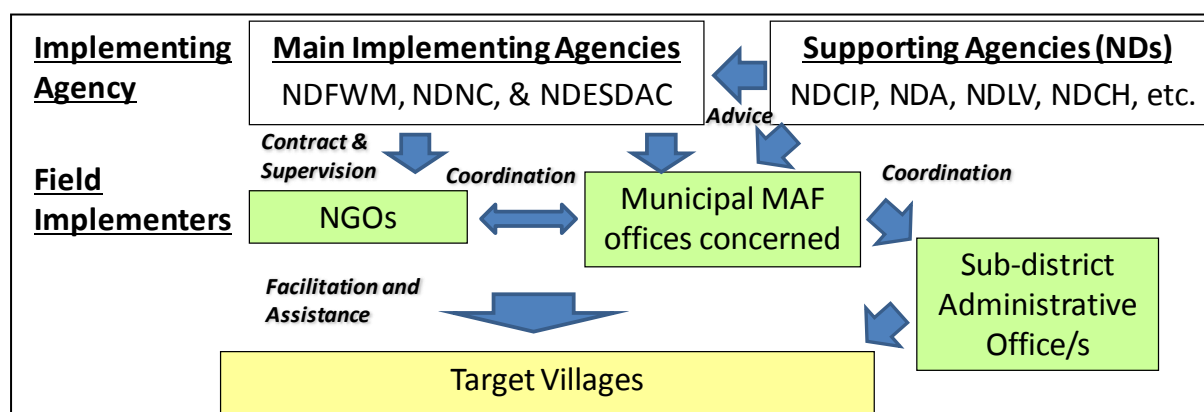 Implementing
Agency
Main Implementing Agencies
NDFWM, NDNC, & NDESDAC
Supporting Agencies (NDs)
NDCIP, NDA, NDLV, NDCH, etc.
Advice
Contract &
Supervision
Coordination
Coordination
Field
Implementers
NGOs
Municipal MAF
offices concerned
Sub-district
Administrative
Office/s
Facilitation and
Assistance
Target Villages